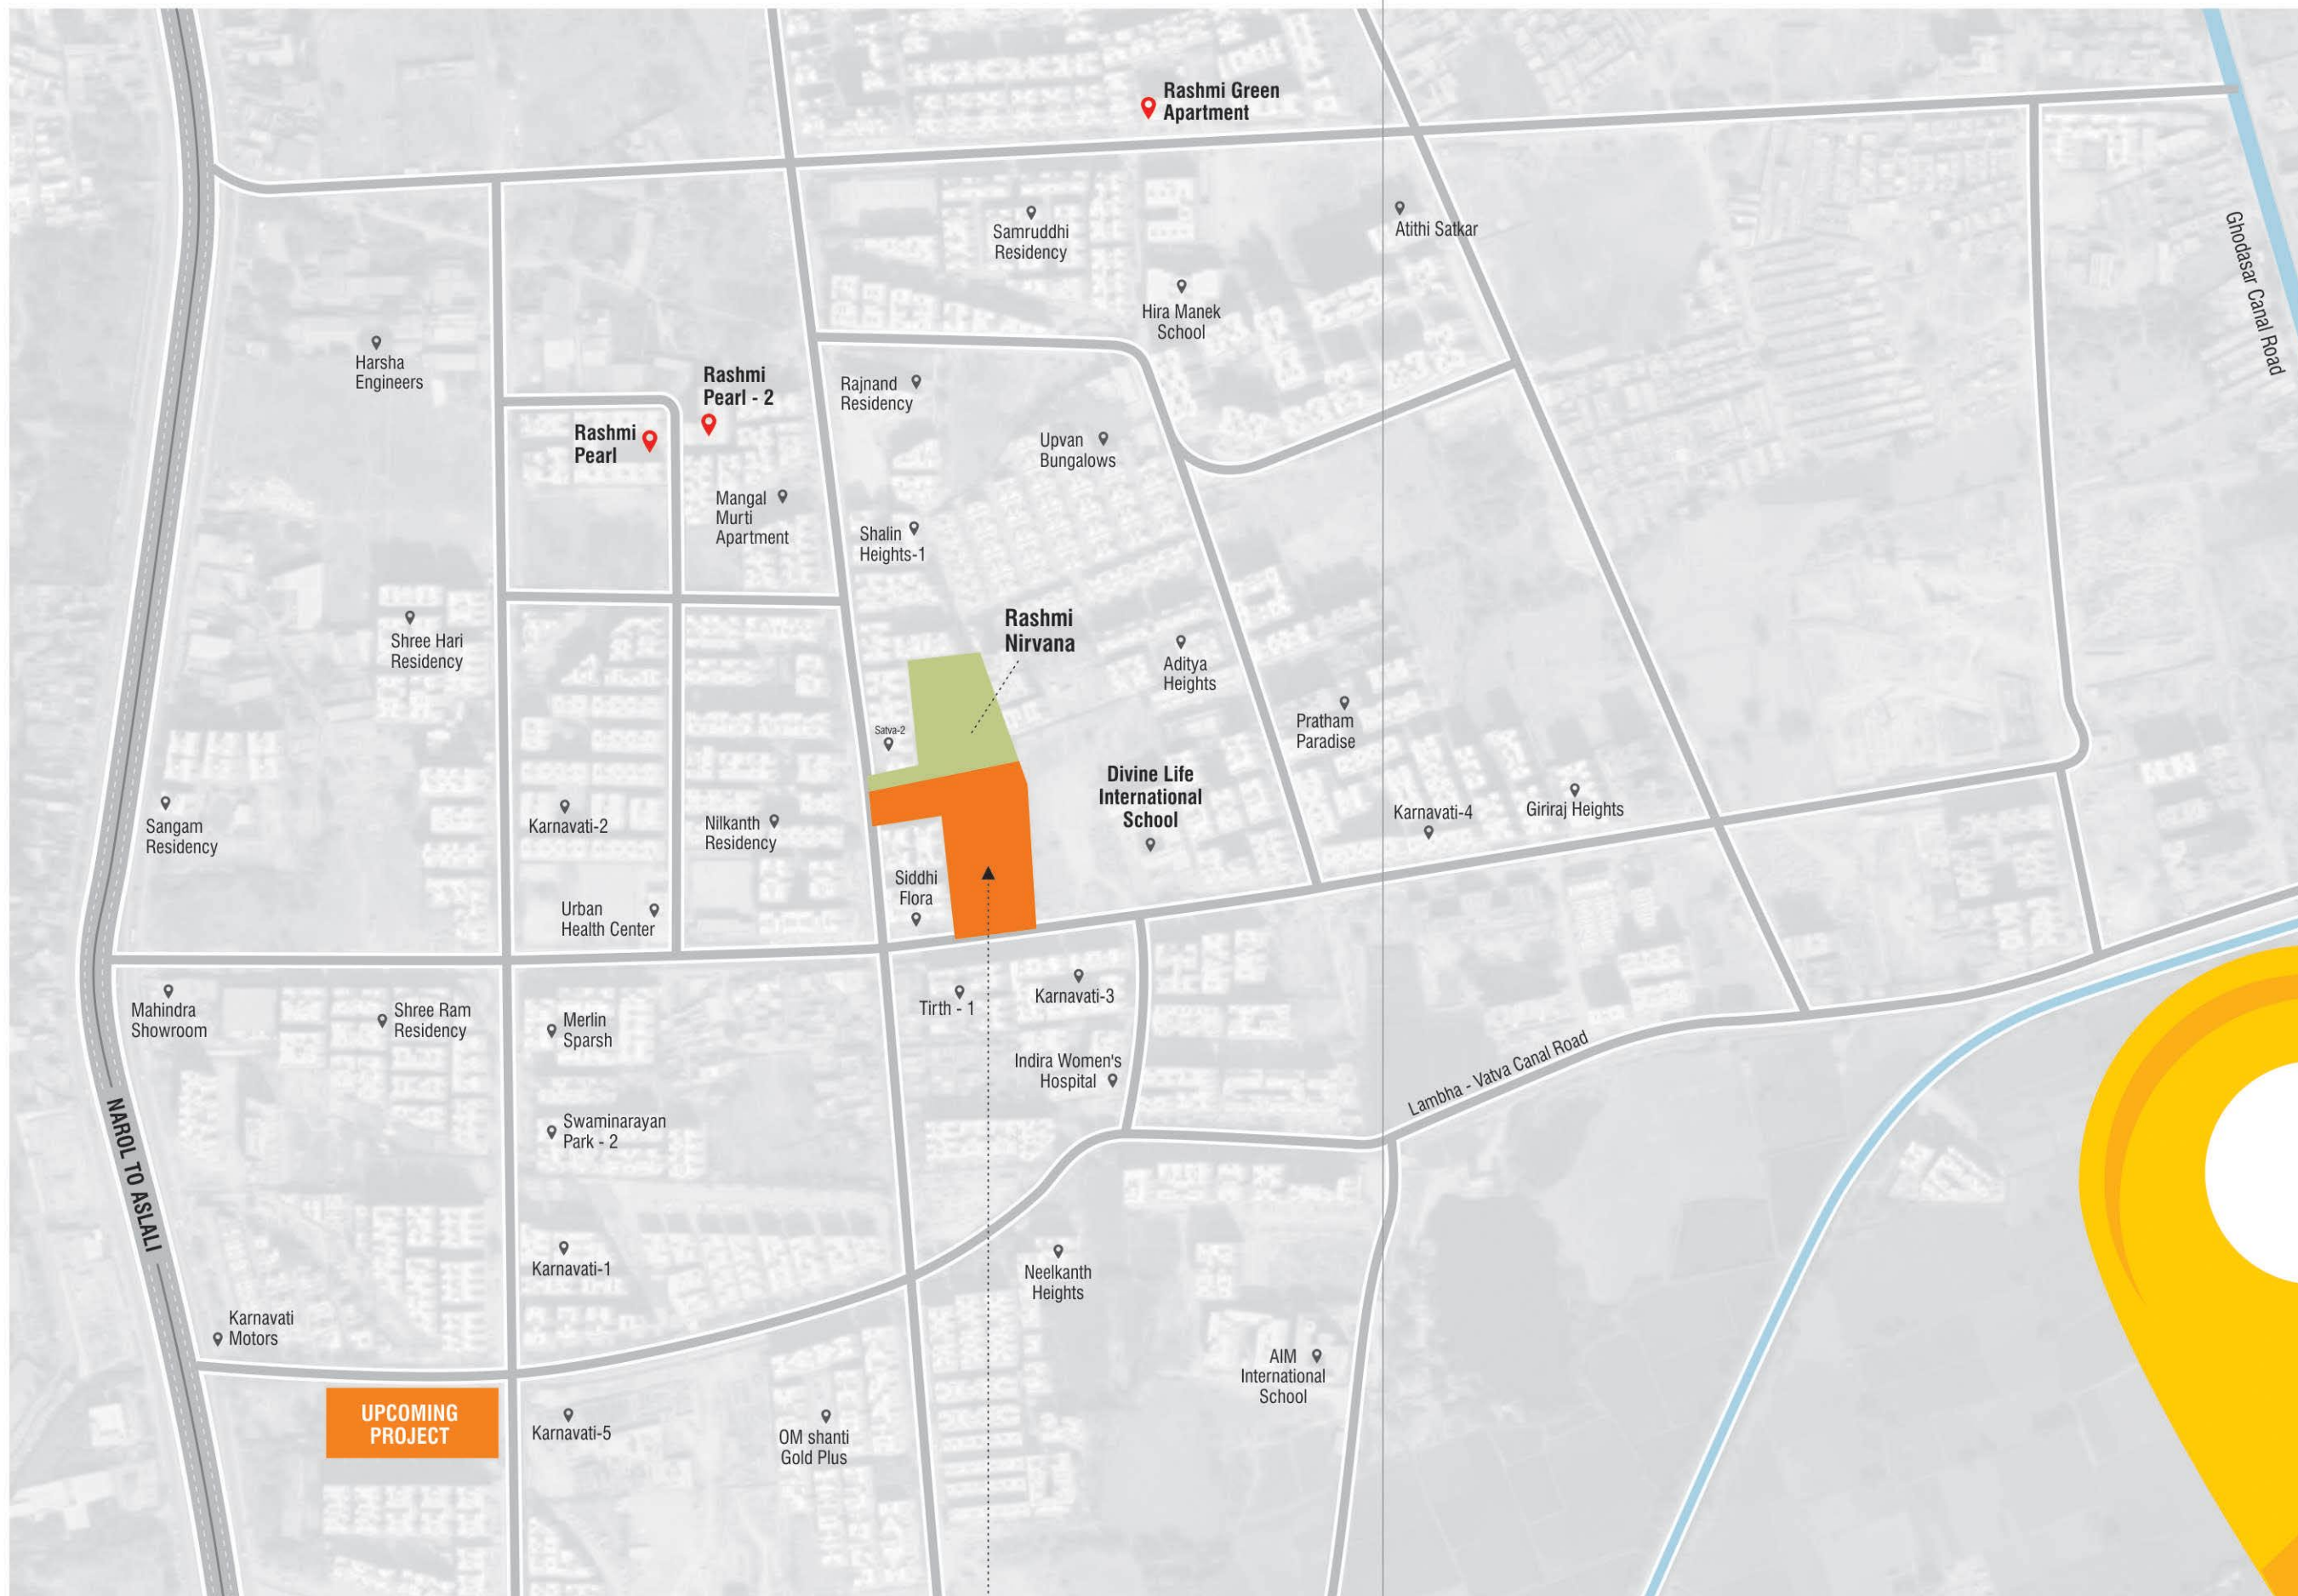 Rashmi Green
Apartment
Samruddhi
Residency
Atithi Satkar
Ghodasar Canal Road
Hira Manek
School
Harsha
Engineers
Rashmi
Pearl - 2
Rajnand
Residency
Rashmi
Pearl
Upvan
Bungalows
Mangal
Murti
Apartment
Shalin
Heights-1
Rashmi
Nirvana
Shree Hari
Residency
Aditya
Heights
Pratham
Paradise
Satva-2
Divine Life
International
School
Karnavati-4
Giriraj Heights
Sangam
Residency
Karnavati-2
Nilkanth
Residency
Siddhi
Flora
Urban
Health Center
Mahindra
Showroom
Shree Ram
Residency
Merlin
Sparsh
Tirth - 1
Karnavati-3
Indira Women's
Hospital
Lambha - Vatva Canal Road
NAROL TO ASLALI
Swaminarayan
Park - 2
Karnavati-1
Neelkanth
Heights
Karnavati
Motors
AIM
International
School
UPCOMING
PROJECT
Karnavati-5
OM shanti
Gold Plus